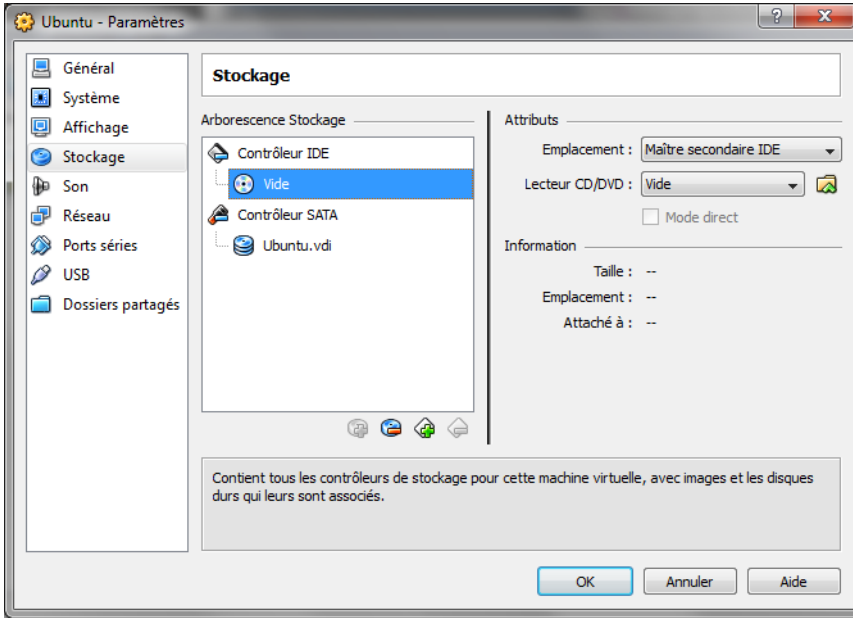 Ubuntu - Paramètres
Général
Système
Affichage
Stockage
Son
Réseau
Ports séries
USB
Dossiers partagés
Stockage
Arborescence Stockage
Contrôleur IDE
Vide
Contrôleur SATA
Ubuntu.vdi
Attributs
Emplacement : Maître secondaire IDE
Lecteur CD/DVD : Vide
Mode direct
Information
Taille : --
Emplacement : --
Attaché à : --
Contient tous les contrôleurs de stockage pour cette machine virtuelle, avec images et les disques
durs qui leurs sont associés.
OK Annuler Aide